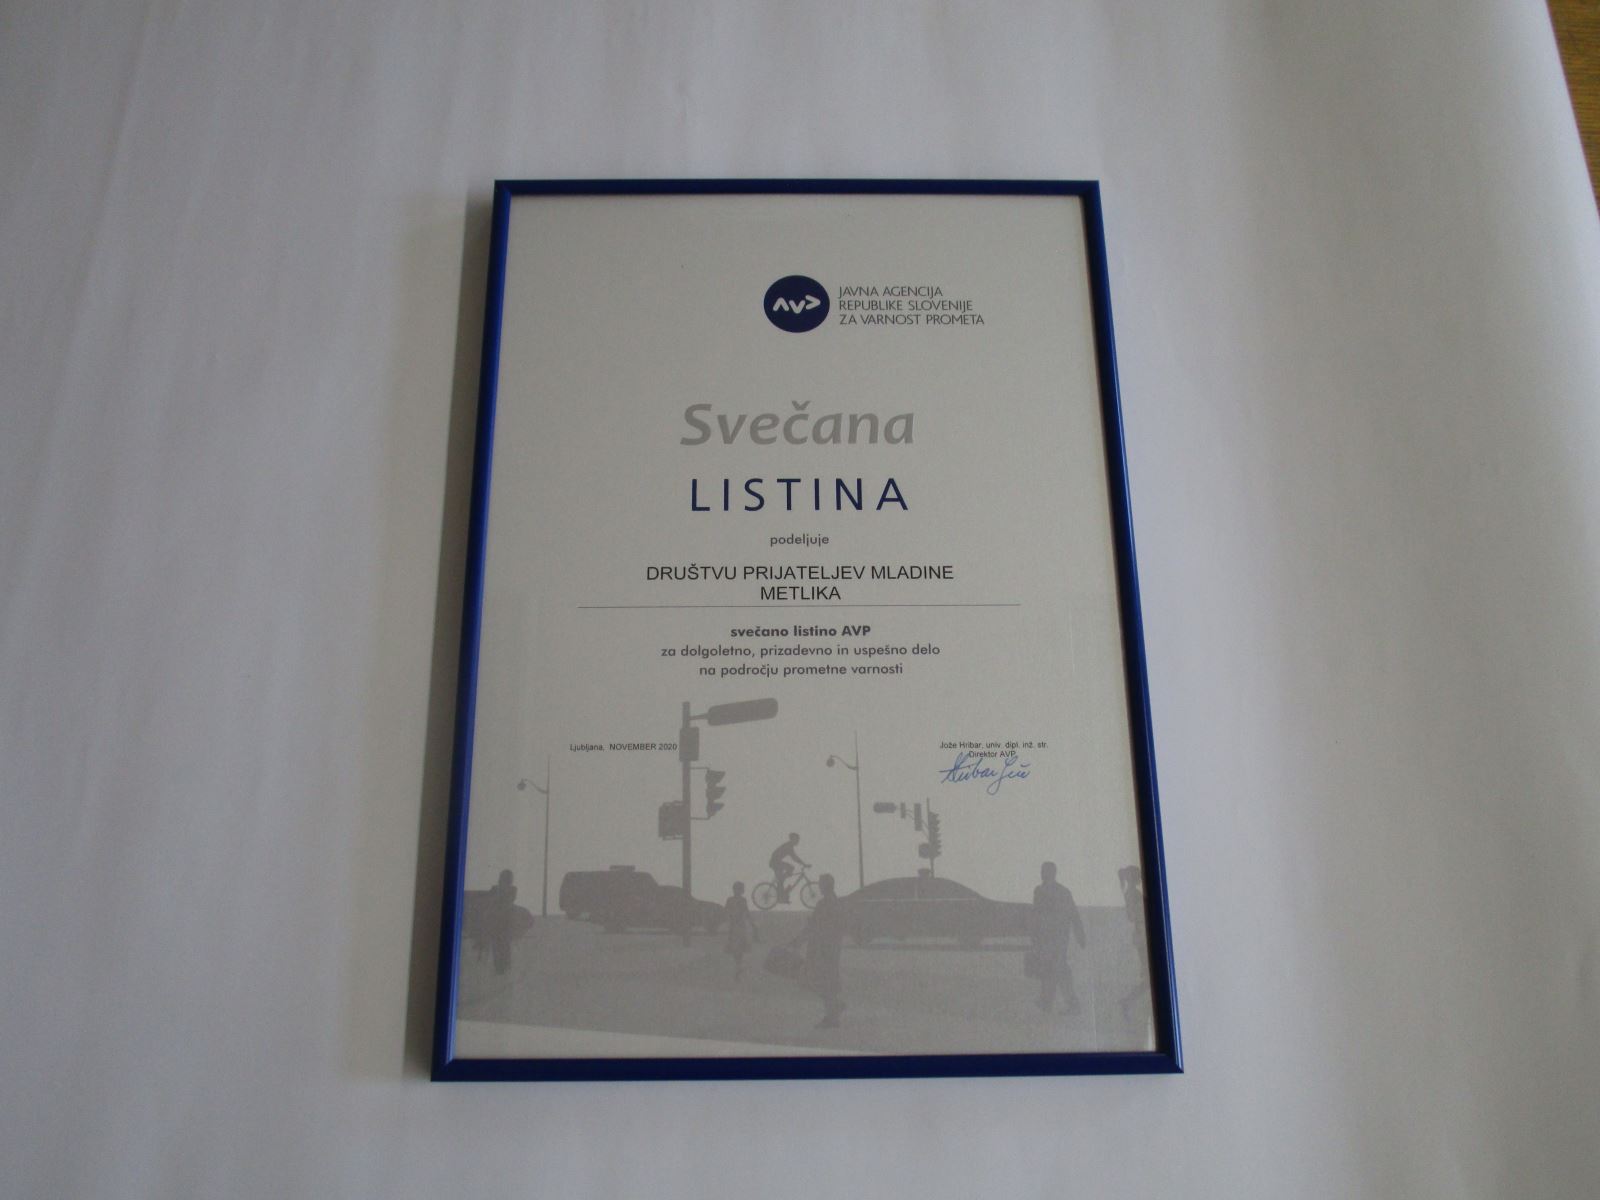 AVP
JAVNA AGENCIJA
REPUBLIKE SLOVENIJE
ZA VARNOST PROMETA
Svečana
LISTINA
podeljuje
DRUŠTVU PRIJATELJEV MLADINE
METLIKA
svečano listino AVP
za dolgoletno, prizadevno in uspešno delo
na področju prometne varnosti
Ljubljana, NOVEMBER 2020
Jože Hribar, univ. dipl. inž. str.
Direktor AVP
Hribar Jože